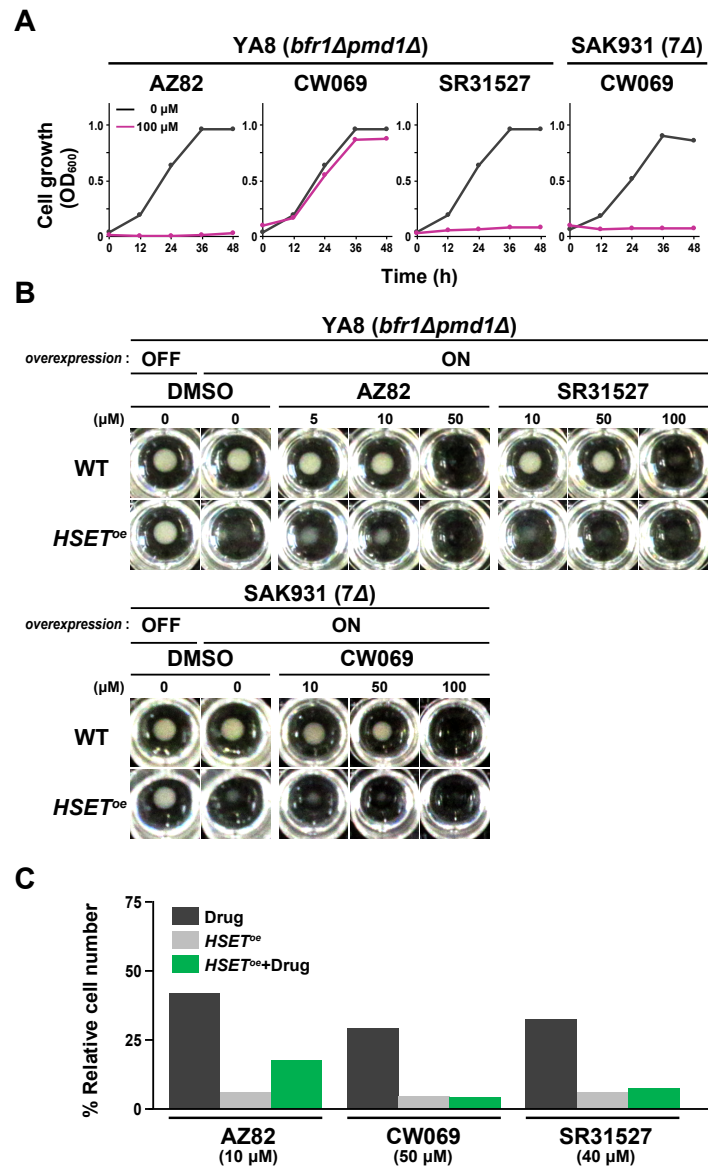 A
YA8 (bfr1Δpmd1Δ) SAK931 (7Δ)
AZ82 CW069 SR31527 CW069
0 µM
100 µM
Cell growth
(OD600)
1.0 1.0 1.0 1.0
0.5 0.5 0.5 0.5
0 0 0 0
0 12 24 36 48 0 12 24 36 48 0 12 24 36 48 0 12 24 36 48
Time (h)
B
YA8 (bfr1Δpmd1Δ)
overexpression : OFF ON
DMSO AZ82 SR31527
(µM) 0 0 5 10 50 10 50 100
WT
HSEToe
SAK931 (7Δ)
overexpression : OFF ON
DMSO CW069
(µM) 0 0 10 50 100
WT
HSEToe
C
% Relative cell number
75
50
25
0
Drug
HSEToe
HSEToe+Drug
AZ82 CW069 SR31527
(10 µM) (50 µM) (40 µM)